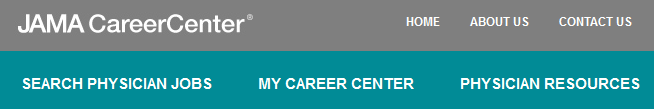 JAMA CareerCenter® HOME ABOUT US CONTACT US
SEARCH PHYSICIAN JOBS MY CAREER CENTER PHYSICIAN RESOURCES